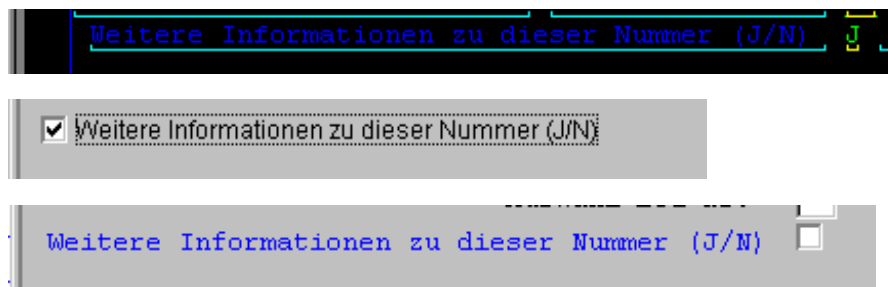 Weitere Informationen zu dieser Nummer (J/N) J
Weitere Informationen zu dieser Nummer (J/N)
Weitere Informationen zu dieser Nummer (J/N)